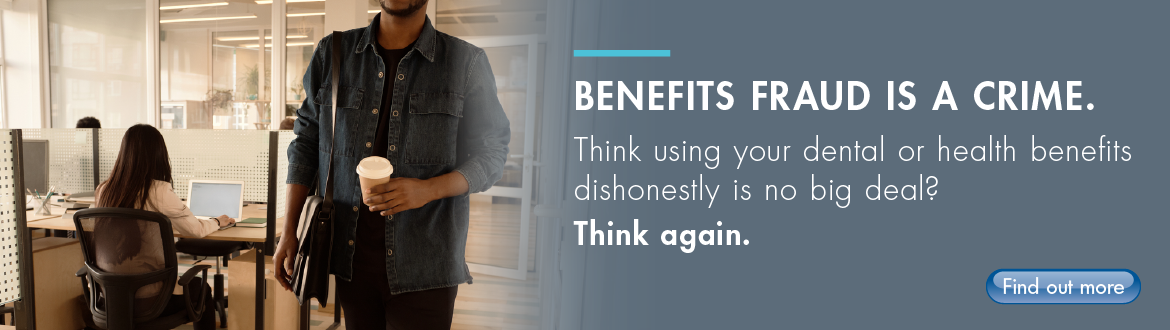 BENEFITS FRAUD IS A CRIME.
Think using your dental or health benefits
dishonestly is no big deal?
Think again.
Find out more